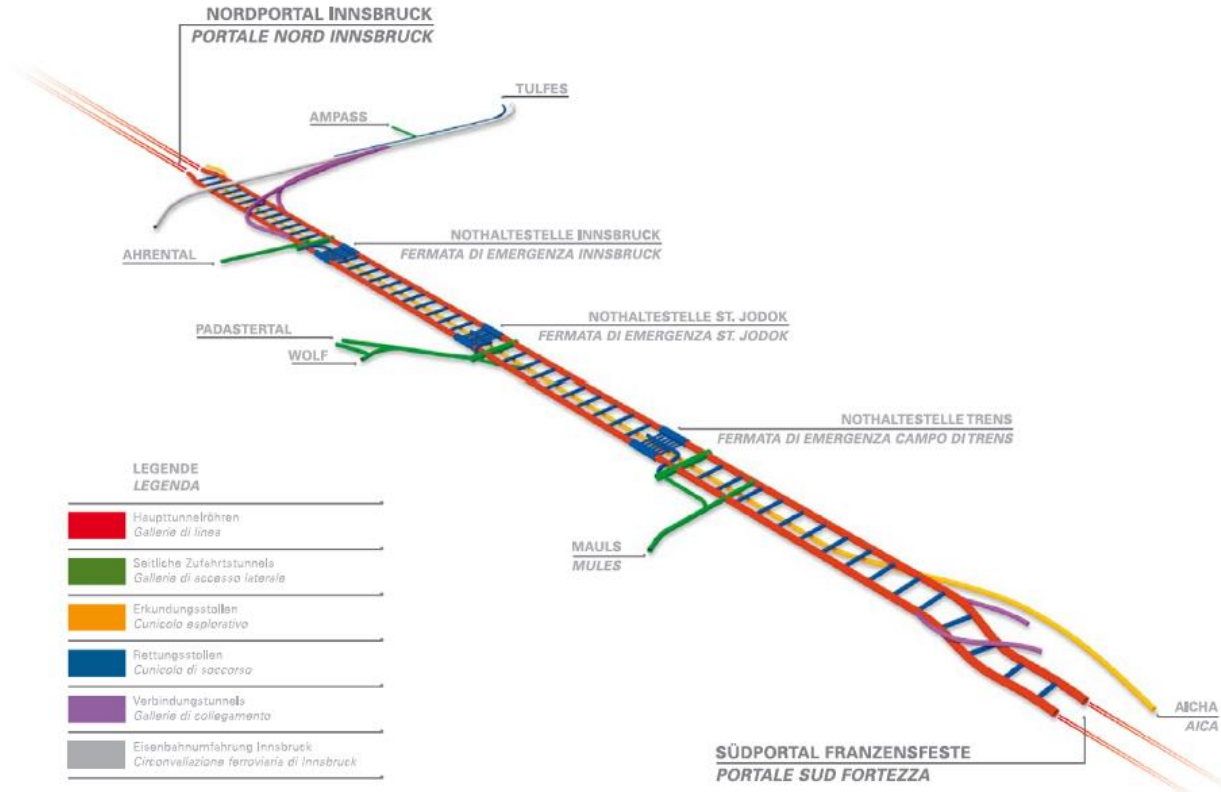 NORDPORTAL INNSBRUCK
PORTALE NORD INNSBRUCK
TULFES
AMPASS
AHRENTAL
NOTHALTESTELLE INNSBRUCK
FERMATA DI EMERGENZA INNSBRUCK
PADASTERTAL
WOLF
NOTHALTESTELLE ST. JODOK
FERMATA DI EMERGENZA ST. JODOK
NOTHALTESTELLE TRENS
FERMATA DI EMERGENZA CAMPO DI TRENS
MAULS
MULES
LEGENDE
LEGENDA
Haupttunnelröhren
Gallerie di linea
Seitliche Zufahrtstunnels
Gallerie di accesso laterale
Erkundungsstollen
Cunicolo esplorativo
Rettungsstollen
Cunicolo di soccorso
Verbindungstunnels
Gallerie di collegamento
Eisenbahnumfahrung Innsbruck
Circonvallazione ferroviaria di Innsbruck
AICHA
AICA
SÜDPORTAL FRANZENSFESTE
PORTALE SUD FORTEZZA